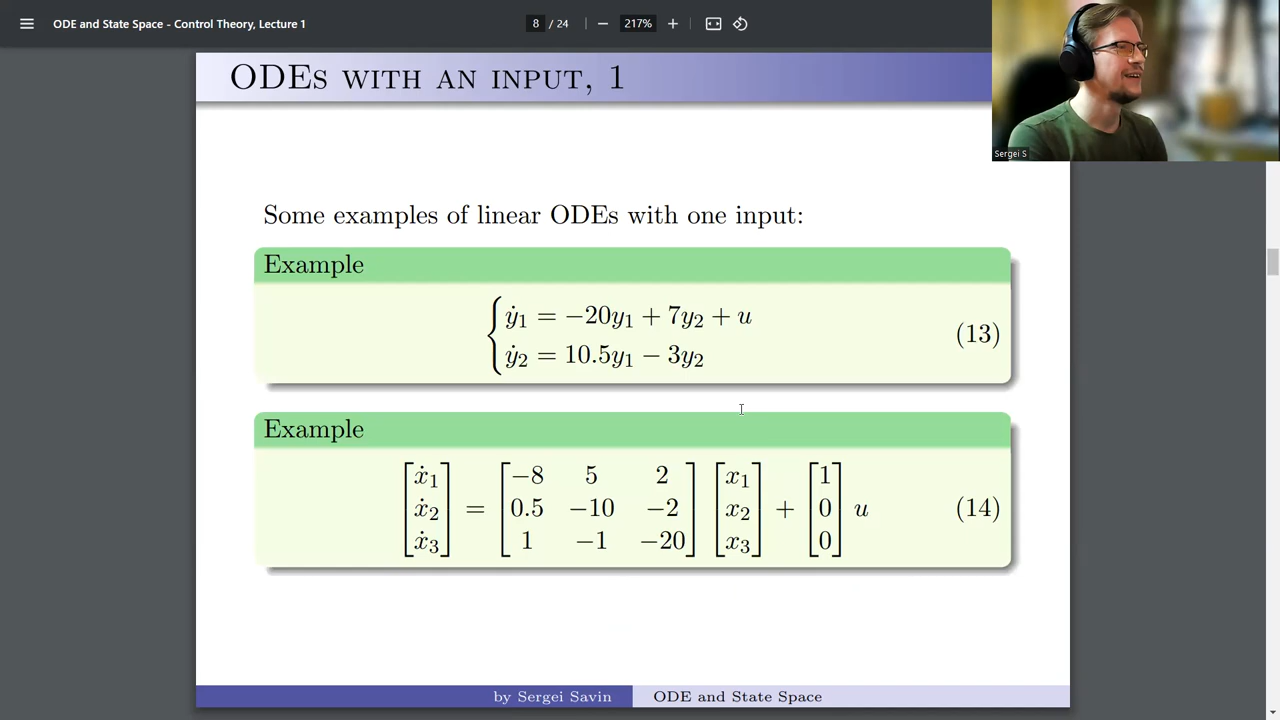 ODE and State Space - Control Theory, Lecture 1
8 / 24
217%
Sergei S
ODEs with an input, 1
Some examples of linear ODEs with one input:
Example
ẏ₁ = −20y₁ + 7y₂ + u
ẏ₂ = 10.5y₁ − 3y₂
(13)
Example
[ẋ₁] = [−8 5 2] [x₁] + [1]
[ẋ₂] = [0.5 −10 −2] [x₂] + [0] u (14)
[ẋ₃] = [1 −1 −20] [x₃] + [0]
by Sergei Savin
ODE and State Space